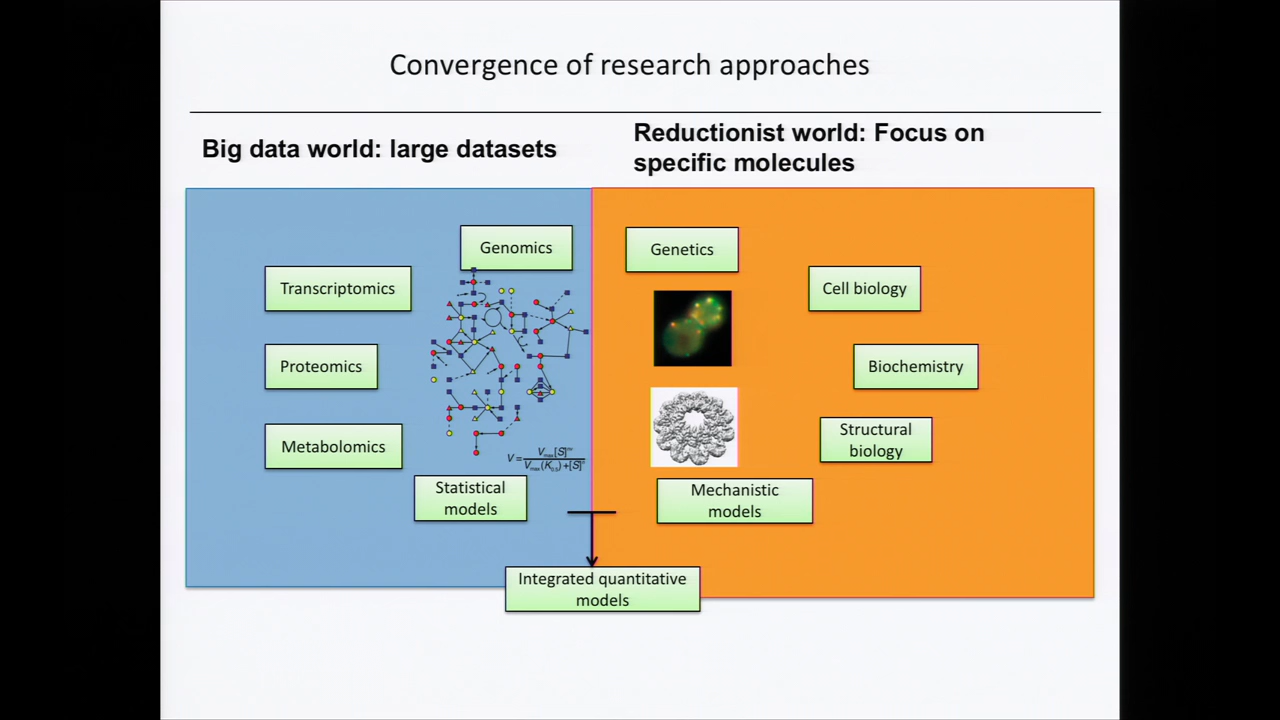 Convergence of research approaches
Big data world: large datasets
Reductionist world: Focus on
specific molecules
Genomics
Transcriptomics
Proteomics
Metabolomics
Statistical
models
Genetics
Cell biology
Biochemistry
Structural
biology
Mechanistic
models
Integrated quantitative
models